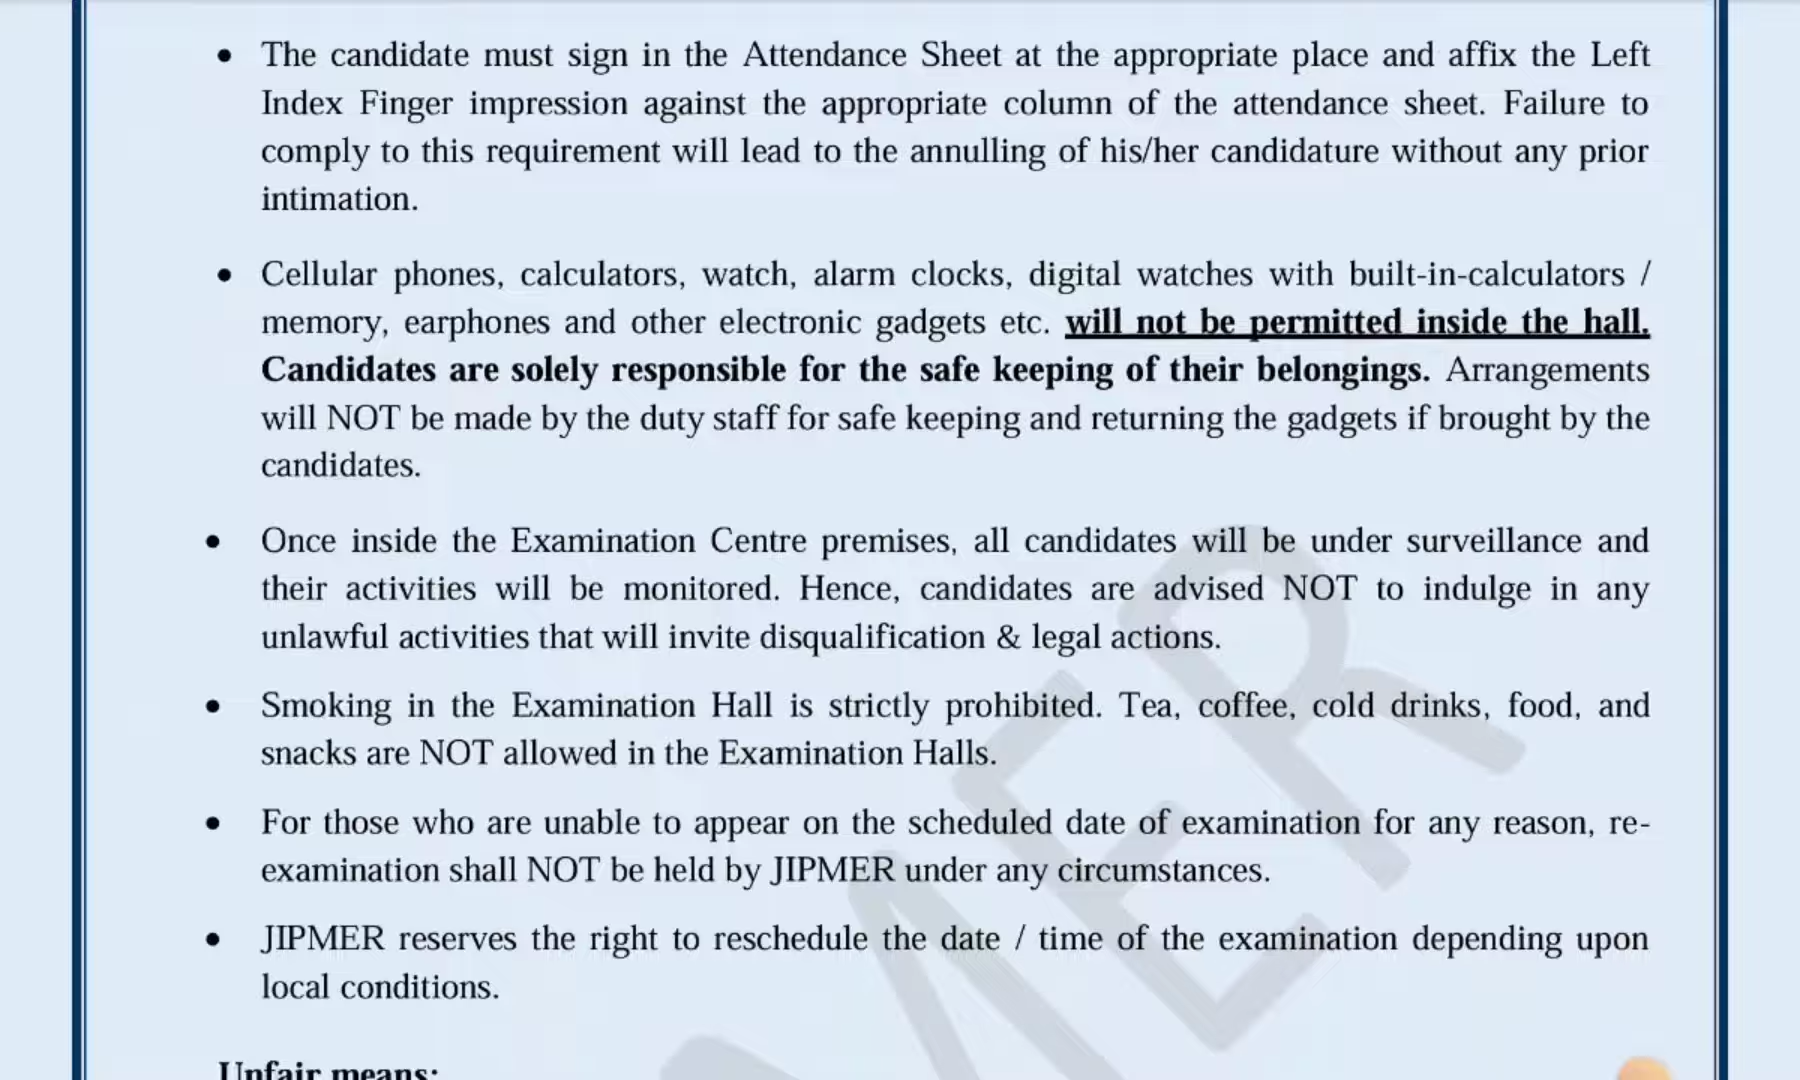 • The candidate must sign in the Attendance Sheet at the appropriate place and affix the Left
Index Finger impression against the appropriate column of the attendance sheet. Failure to
comply to this requirement will lead to the annulling of his/her candidature without any prior
intimation.
• Cellular phones, calculators, watch, alarm clocks, digital watches with built-in-calculators /
memory, earphones and other electronic gadgets etc. will not be permitted inside the hall.
Candidates are solely responsible for the safe keeping of their belongings. Arrangements
will NOT be made by the duty staff for safe keeping and returning the gadgets if brought by the
candidates.
• Once inside the Examination Centre premises, all candidates will be under surveillance and
their activities will be monitored. Hence, candidates are advised NOT to indulge in any
unlawful activities that will invite disqualification & legal actions.
• Smoking in the Examination Hall is strictly prohibited. Tea, coffee, cold drinks, food, and
snacks are NOT allowed in the Examination Halls.
• For those who are unable to appear on the scheduled date of examination for any reason, re-
examination shall NOT be held by JIPMER under any circumstances.
• JIPMER reserves the right to reschedule the date / time of the examination depending upon
local conditions.
Unfair means:
MER